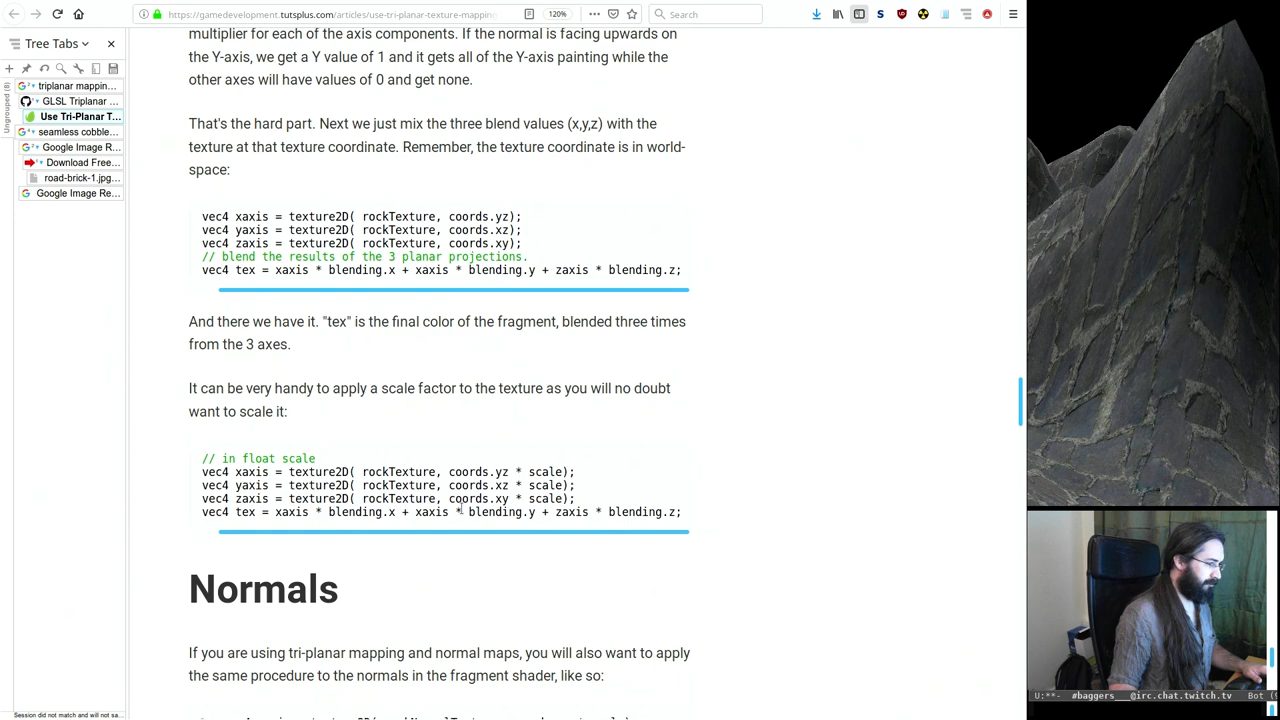 https://gamedevelopment.tutsplus.com/articles/use-tri-planar-texture-mapping
120%
Search
Tree Tabs
Ungrouped (8)
triplanar mappin...
GLSL Triplanar ...
Use Tri-Planar T...
seamless cobble...
Google Image R...
Download Free...
road-brick-1.jpg...
Google Image Re...
Session did not match and will not sa...
multiplier for each of the axis components. If the normal is facing upwards on
the Y-axis, we get a Y value of 1 and it gets all of the Y-axis painting while the
other axes will have values of 0 and get none.
That's the hard part. Next we just mix the three blend values (x,y,z) with the
texture at that texture coordinate. Remember, the texture coordinate is in world-
space:
vec4 xaxis = texture2D( rockTexture, coords.yz);
vec4 yaxis = texture2D( rockTexture, coords.xz);
vec4 zaxis = texture2D( rockTexture, coords.xy);
// blend the results of the 3 planar projections.
vec4 tex = xaxis * blending.x + xaxis * blending.y + zaxis * blending.z;
And there we have it. "tex" is the final color of the fragment, blended three times
from the 3 axes.
It can be very handy to apply a scale factor to the texture as you will no doubt
want to scale it:
// in float scale
vec4 xaxis = texture2D( rockTexture, coords.yz * scale);
vec4 yaxis = texture2D( rockTexture, coords.xz * scale);
vec4 zaxis = texture2D( rockTexture, coords.xy * scale);
vec4 tex = xaxis * blending.x + xaxis * blending.y + zaxis * blending.z;
Normals
If you are using tri-planar mapping and normal maps, you will also want to apply
the same procedure to the normals in the fragment shader, like so:
U:**- #baggers___@irc.chat.twitch.tv Bot